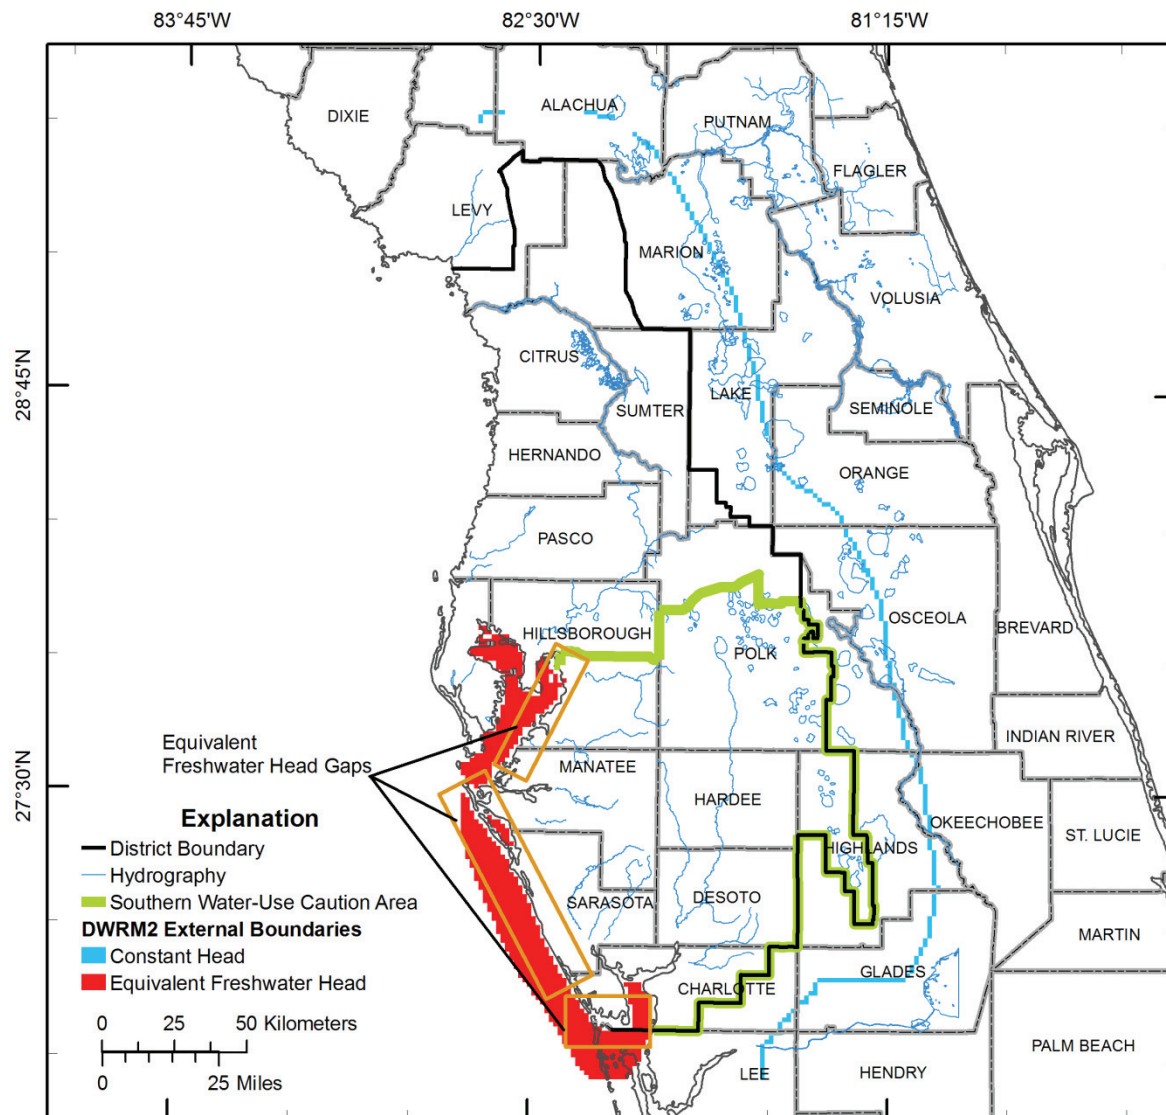 83°45'W 82°30'W 81°15'W
DIXIE
ALACHUA
PUTNAM
FLAGLER
LEVY
MARION
VOLUSIA
28°45'N
CITRUS
SUMTER
LAKE
SEMINOLE
HERNANDO
ORANGE
PASCO
HILLSBOROUGH
POLK
OSCEOLA
BREVARD
INDIAN RIVER
Equivalent
Freshwater Head Gaps
MANATEE
27°30'N
HARDEE
OKEECHOBEE
ST. LUCIE
HIGHLANDS
SARASOTA
DESOTO
MARTIN
GLADES
CHARLOTTE
PALM BEACH
LEE
HENDRY
Explanation
District Boundary
Hydrography
Southern Water-Use Caution Area
DWRM2 External Boundaries
Constant Head
Equivalent Freshwater Head
0 25 50 Kilometers
0 25 Miles